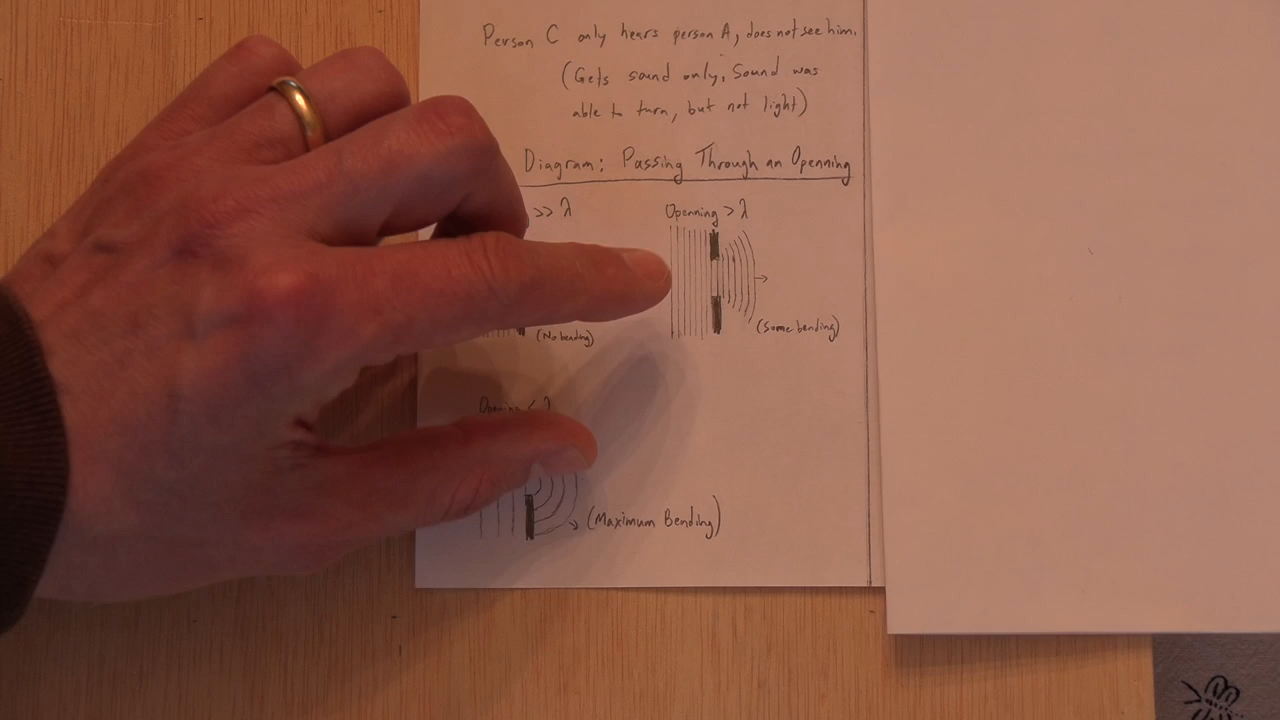 Person C only hears person A, does not see him.
(Gets sound only, Sound was
able to turn, but not light)
Diagram: Passing Through an Openning
>> λ
Openning > λ
(No bending)
(Some bending)
Openning < λ
(Maximum Bending)